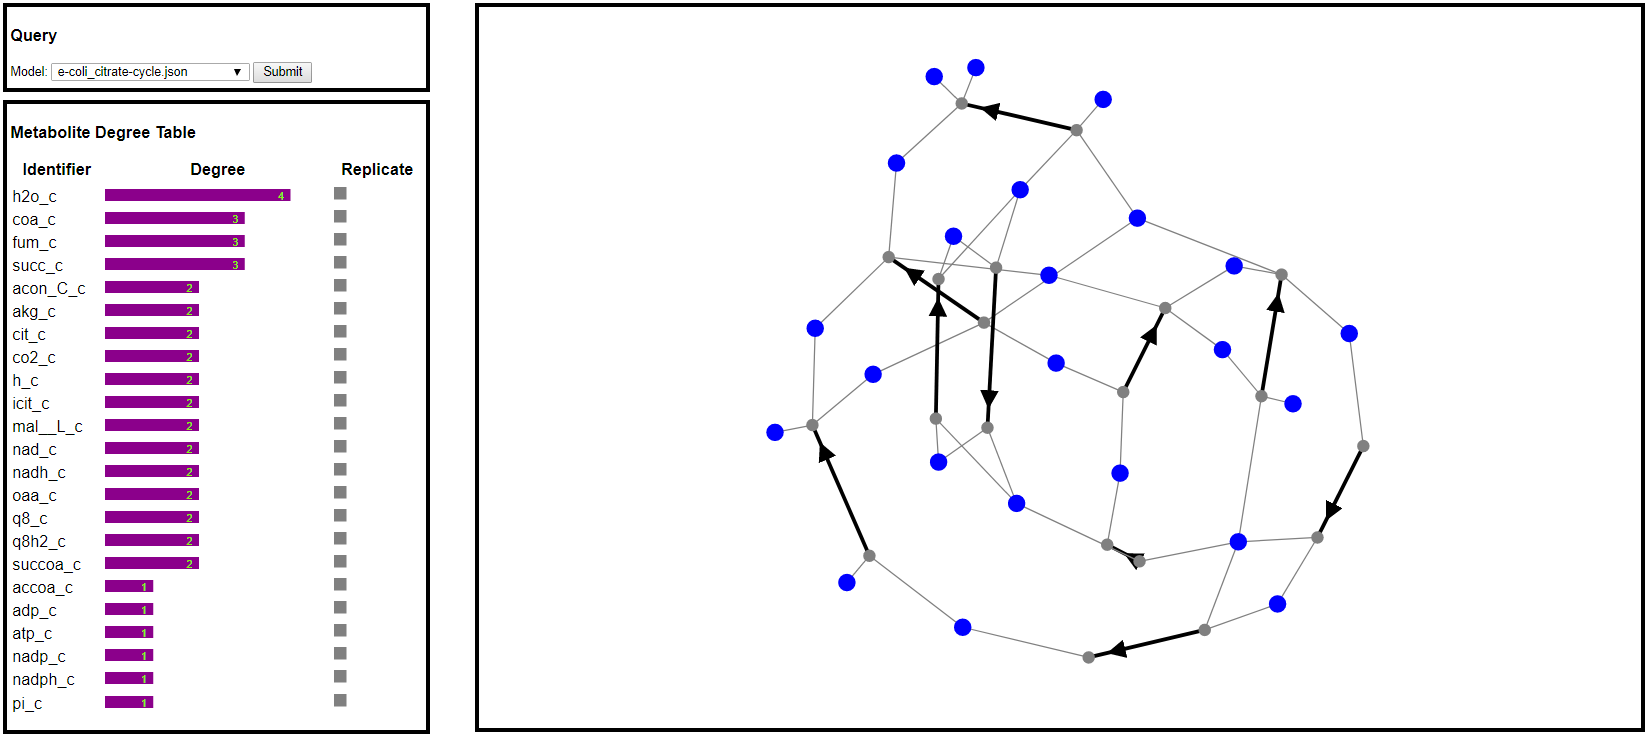 Query
Model: e-coli_citrate-cycle.json ▼ Submit
Metabolite Degree Table
Identifier Degree Replicate
h2o_c 4
coa_c 3
fum_c 3
succ_c 3
acon_C_c 2
akg_c 2
cit_c 2
co2_c 2
h_c 2
icit_c 2
mal__L_c 2
nad_c 2
nadh_c 2
oaa_c 2
q8_c 2
q8h2_c 2
succoa_c 2
accoa_c 1
adp_c 1
atp_c 1
nadp_c 1
nadph_c 1
pi_c 1